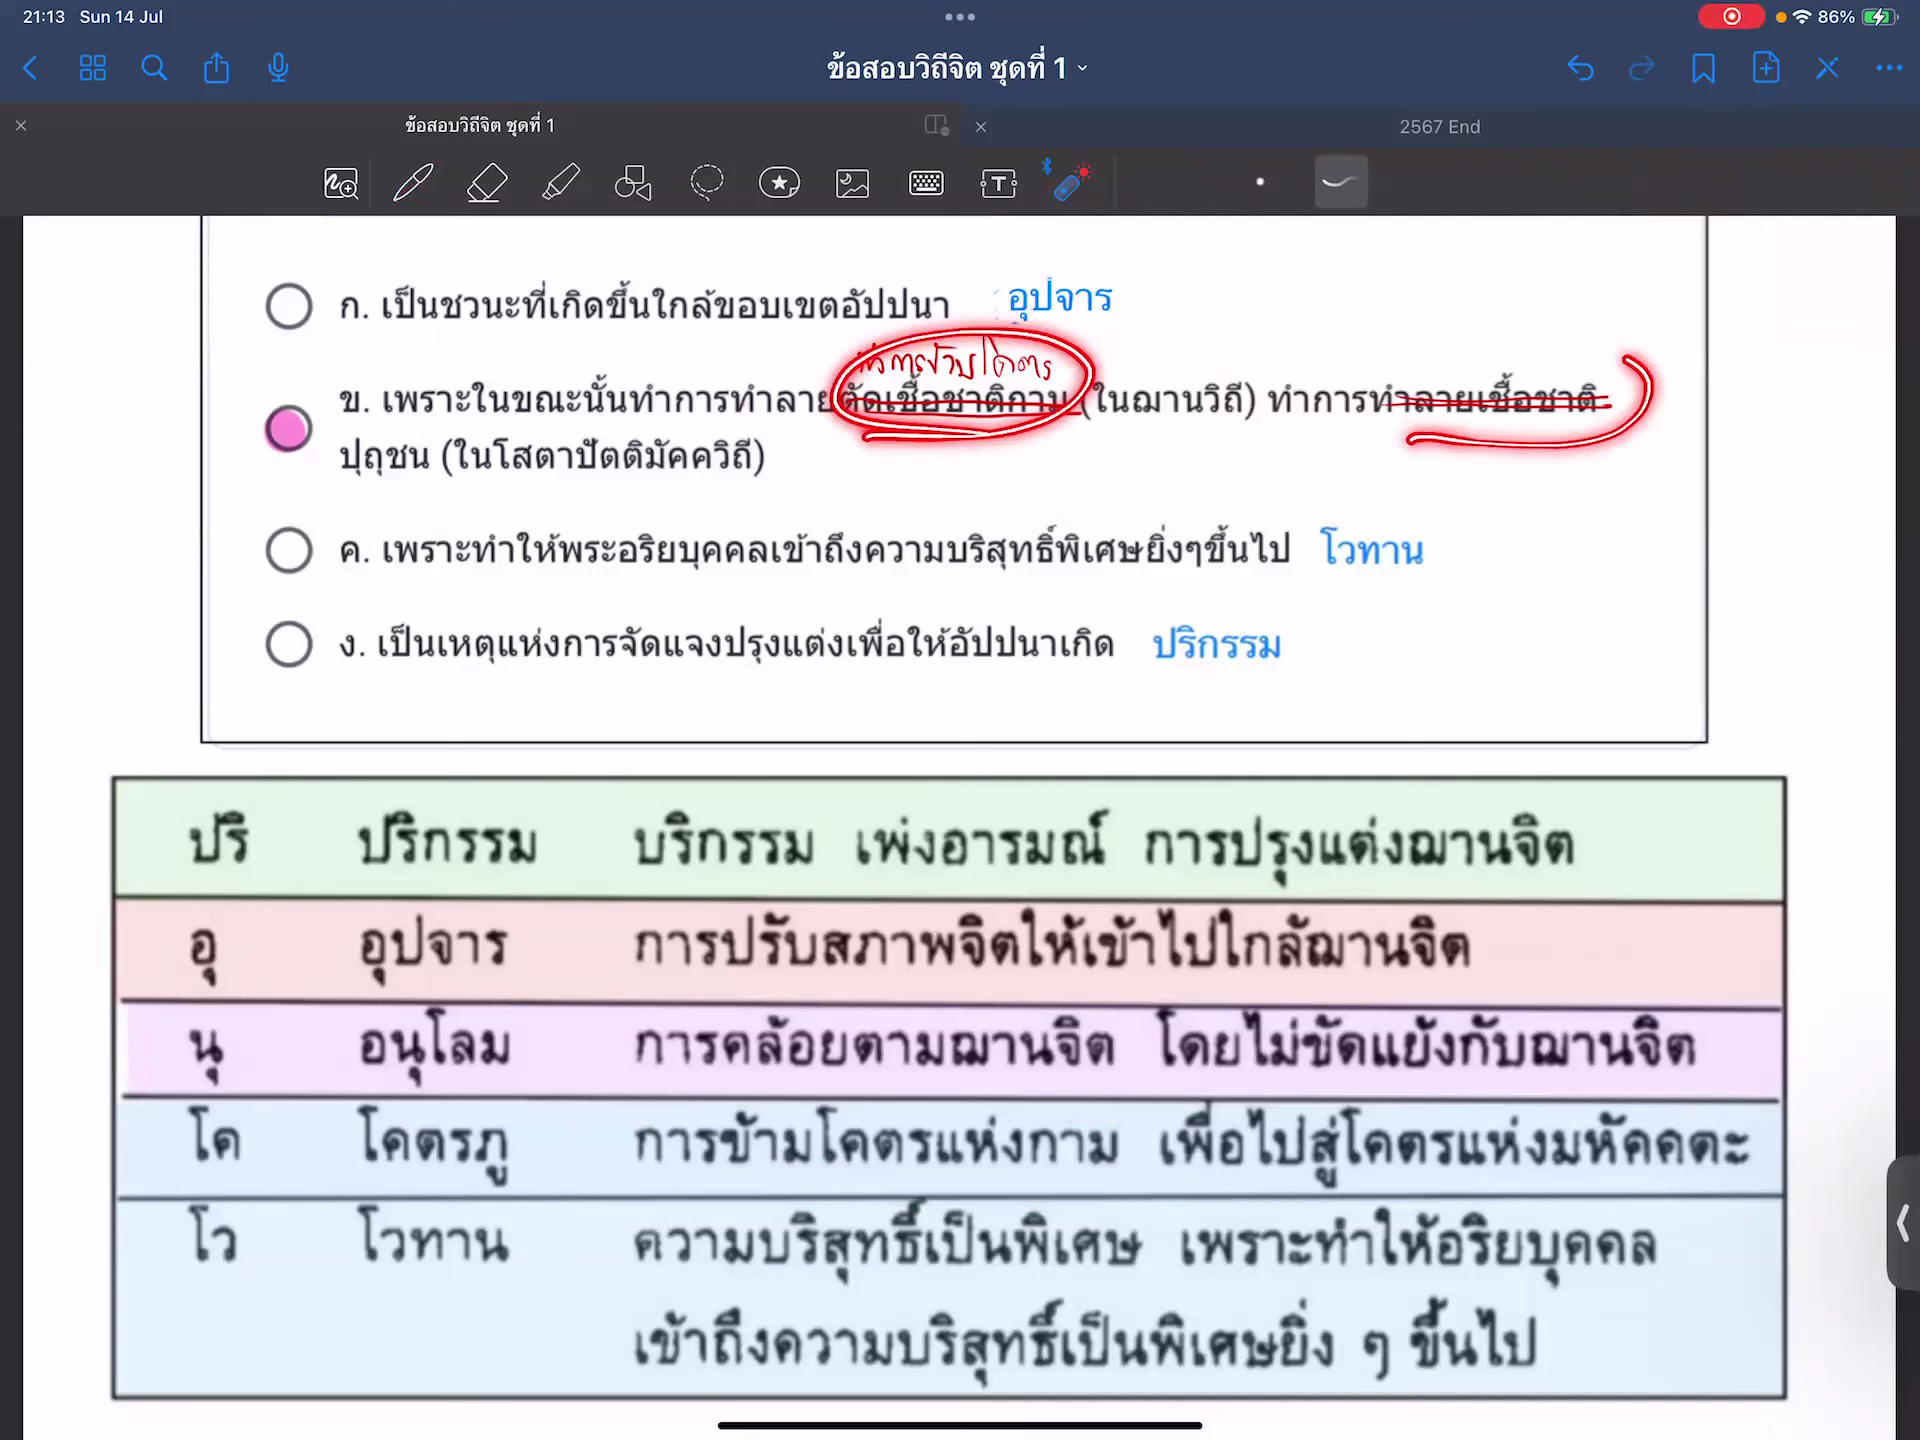 21:13 Sun 14 Jul
86%
ข้อสอบวิถีจิต ชุดที่ 1
ข้อสอบวิถีจิต ชุดที่ 1
2567 End
ก. เป็นชวนะที่เกิดขึ้นใกล้ขอบเขตอัปปนา อุปจาร
การข้ามโคตร
ข. เพราะในขณะนั้นทำการทำลายตัดเชื้อชาติกาม (ในฌานวิถี) ทำการทำลายเชื้อชาติ
ปุถุชน (ในโสตาปัตติมัคควิถี)
ค. เพราะทำให้พระอริยบุคคลเข้าถึงความบริสุทธิ์พิเศษยิ่งๆขึ้นไป โวทาน
ง. เป็นเหตุแห่งการจัดแจงปรุงแต่งเพื่อให้อัปปนาเกิด ปริกรรม
ปริ ปริกรรม บริกรรม เพ่งอารมณ์ การปรุงแต่งฌานจิต
อุ อุปจาร การปรับสภาพจิตให้เข้าไปใกล้ฌานจิต
นุ อนุโลม การคล้อยตามฌานจิต โดยไม่ขัดแย้งกับฌานจิต
โค โคตรภู การข้ามโคตรแห่งกาม เพื่อไปสู่โคตรแห่งมหัคคตะ
โว โวทาน ความบริสุทธิ์เป็นพิเศษ เพราะทำให้อริยบุคคล
เข้าถึงความบริสุทธิ์เป็นพิเศษยิ่ง ๆ ขึ้นไป